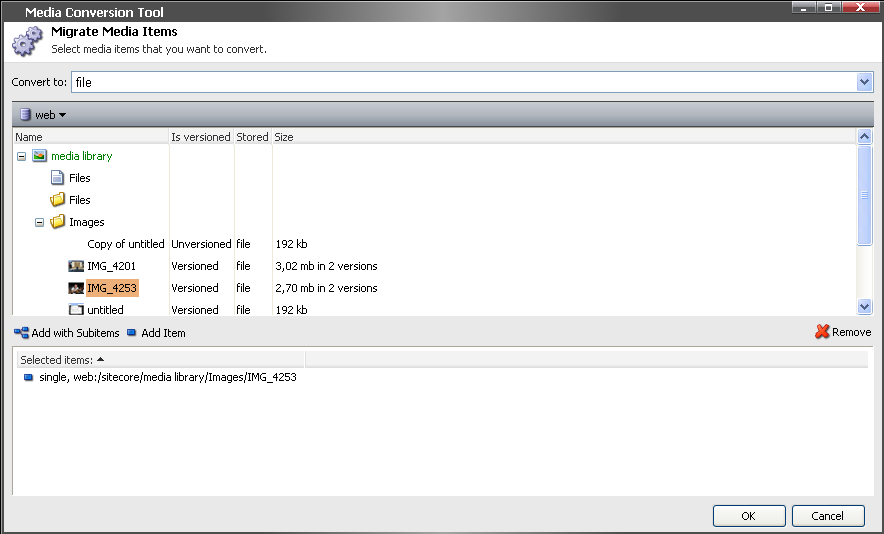 Media Conversion Tool
Migrate Media Items
Select media items that you want to convert.
Convert to: file
web
Name Is versioned Stored Size
media library
Files
Files
Images
Copy of untitled Unversioned file 192 kb
IMG_4201 Versioned file 3,02 mb in 2 versions
IMG_4253 Versioned file 2,70 mb in 2 versions
untitled Versioned file 192 kb
Add with Subitems Add Item Remove
Selected items:
single, web:/sitecore/media library/Images/IMG_4253
OK Cancel